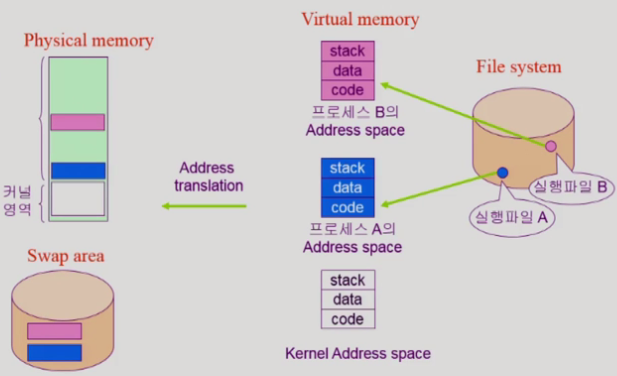 Virtual memory
Physical memory
File system
stack
data
code
프로세스 B의
Address space
커널
영역
Address
translation
stack
data
code
프로세스 A의
Address space
실행파일 B
실행파일 A
Swap area
stack
data
code
Kernel Address space